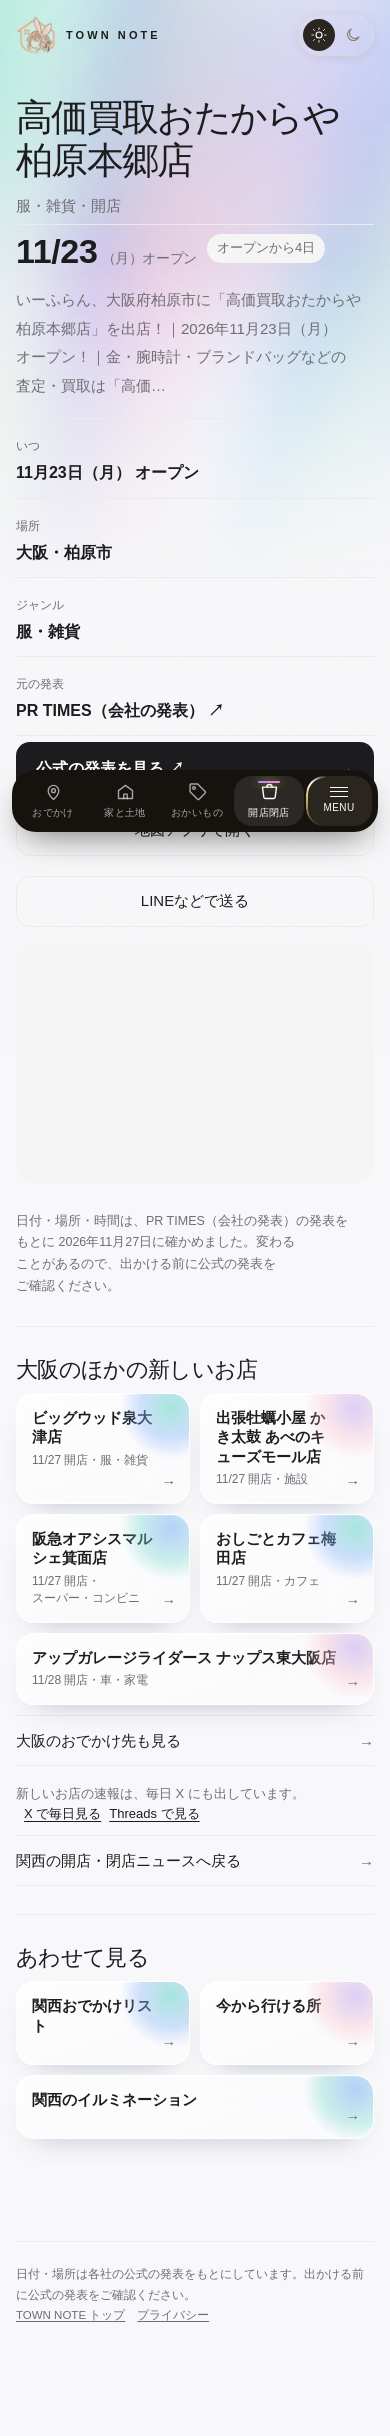 TOWN NOTE
高価買取おたからや
柏原本郷店
服・雑貨・開店
11/23 （月）オープン オープンから4日
いーふらん、大阪府柏原市に「高価買取おたからや
柏原本郷店」を出店！｜2026年11月23日（月）
オープン！｜金・腕時計・ブランドバッグなどの
査定・買取は「高価…
いつ
11月23日（月） オープン
場所
大阪・柏原市
ジャンル
服・雑貨
元の発表
PR TIMES（会社の発表） ↗
公式の発表を見る ↗
おでかけ 家と土地 おかいもの 開店閉店 MENU
地図アプリで開く
LINEなどで送る
日付・場所・時間は、PR TIMES（会社の発表）の発表を
もとに 2026年11月27日に確かめました。変わる
ことがあるので、出かける前に公式の発表を
ご確認ください。
大阪のほかの新しいお店
ビッグウッド泉大
津店
11/27 開店・服・雑貨
→
出張牡蠣小屋 か
き太鼓 あべのキ
ューズモール店
11/27 開店・施設
→
阪急オアシスマル
シェ箕面店
11/27 開店・
スーパー・コンビニ
→
おしごとカフェ梅
田店
11/27 開店・カフェ
→
アップガレージライダース ナップス東大阪店
11/28 開店・車・家電
→
大阪のおでかけ先も見る →
新しいお店の速報は、毎日 X にも出しています。
X で毎日見る Threads で見る
関西の開店・閉店ニュースへ戻る →
あわせて見る
関西おでかけリス
ト
→
今から行ける所
→
関西のイルミネーション
→
日付・場所は各社の公式の発表をもとにしています。出かける前
に公式の発表をご確認ください。
TOWN NOTE トップ プライバシー